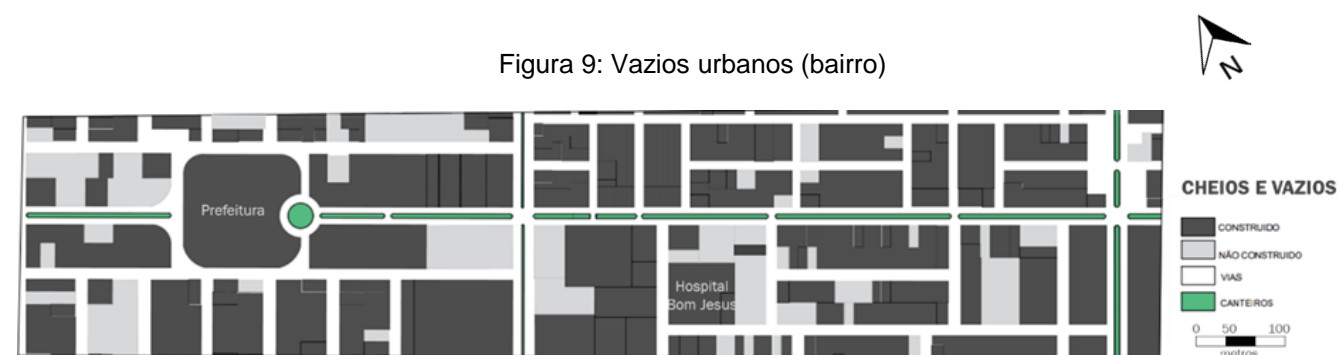 Figura 9: Vazios urbanos (bairro)
N
Prefeitura
Hospital
Bom Jesus
CHEIOS E VAZIOS
CONSTRUIDO
NÃO CONSTRUIDO
VIAS
CANTEIROS
0 50 100
metros